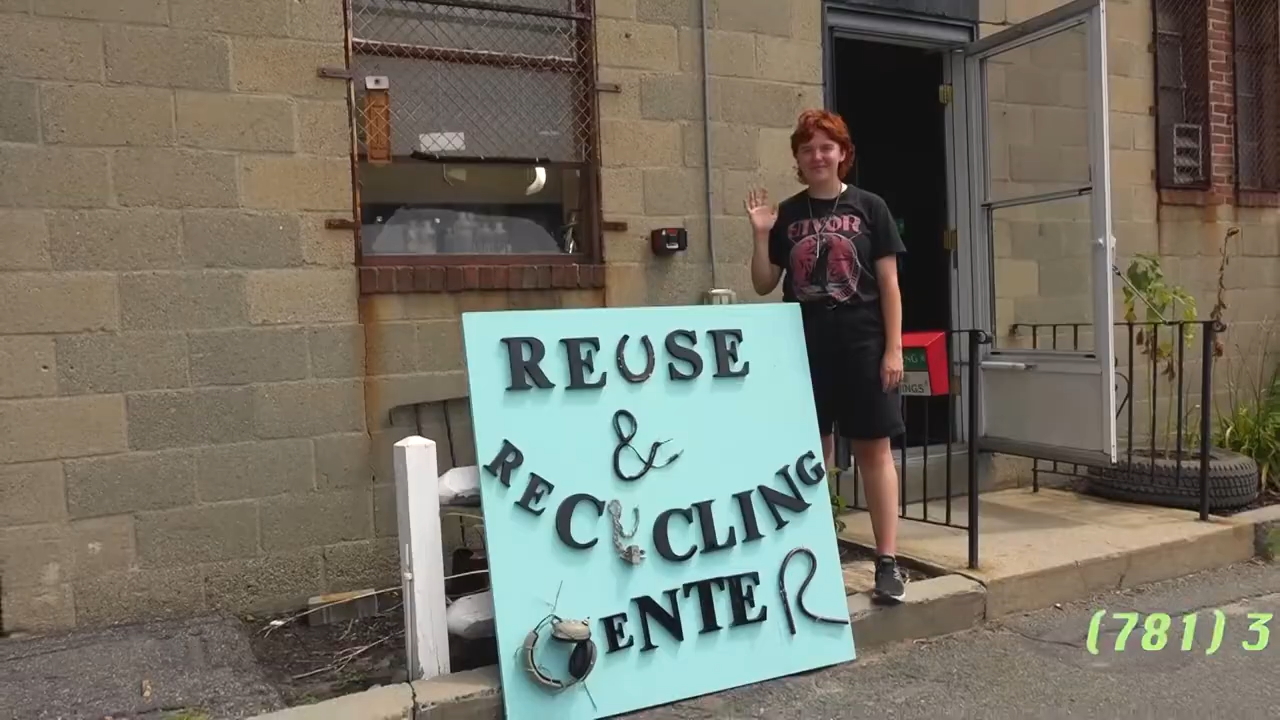 REUSE
&
RECYCLING
CENTER
(781) 3